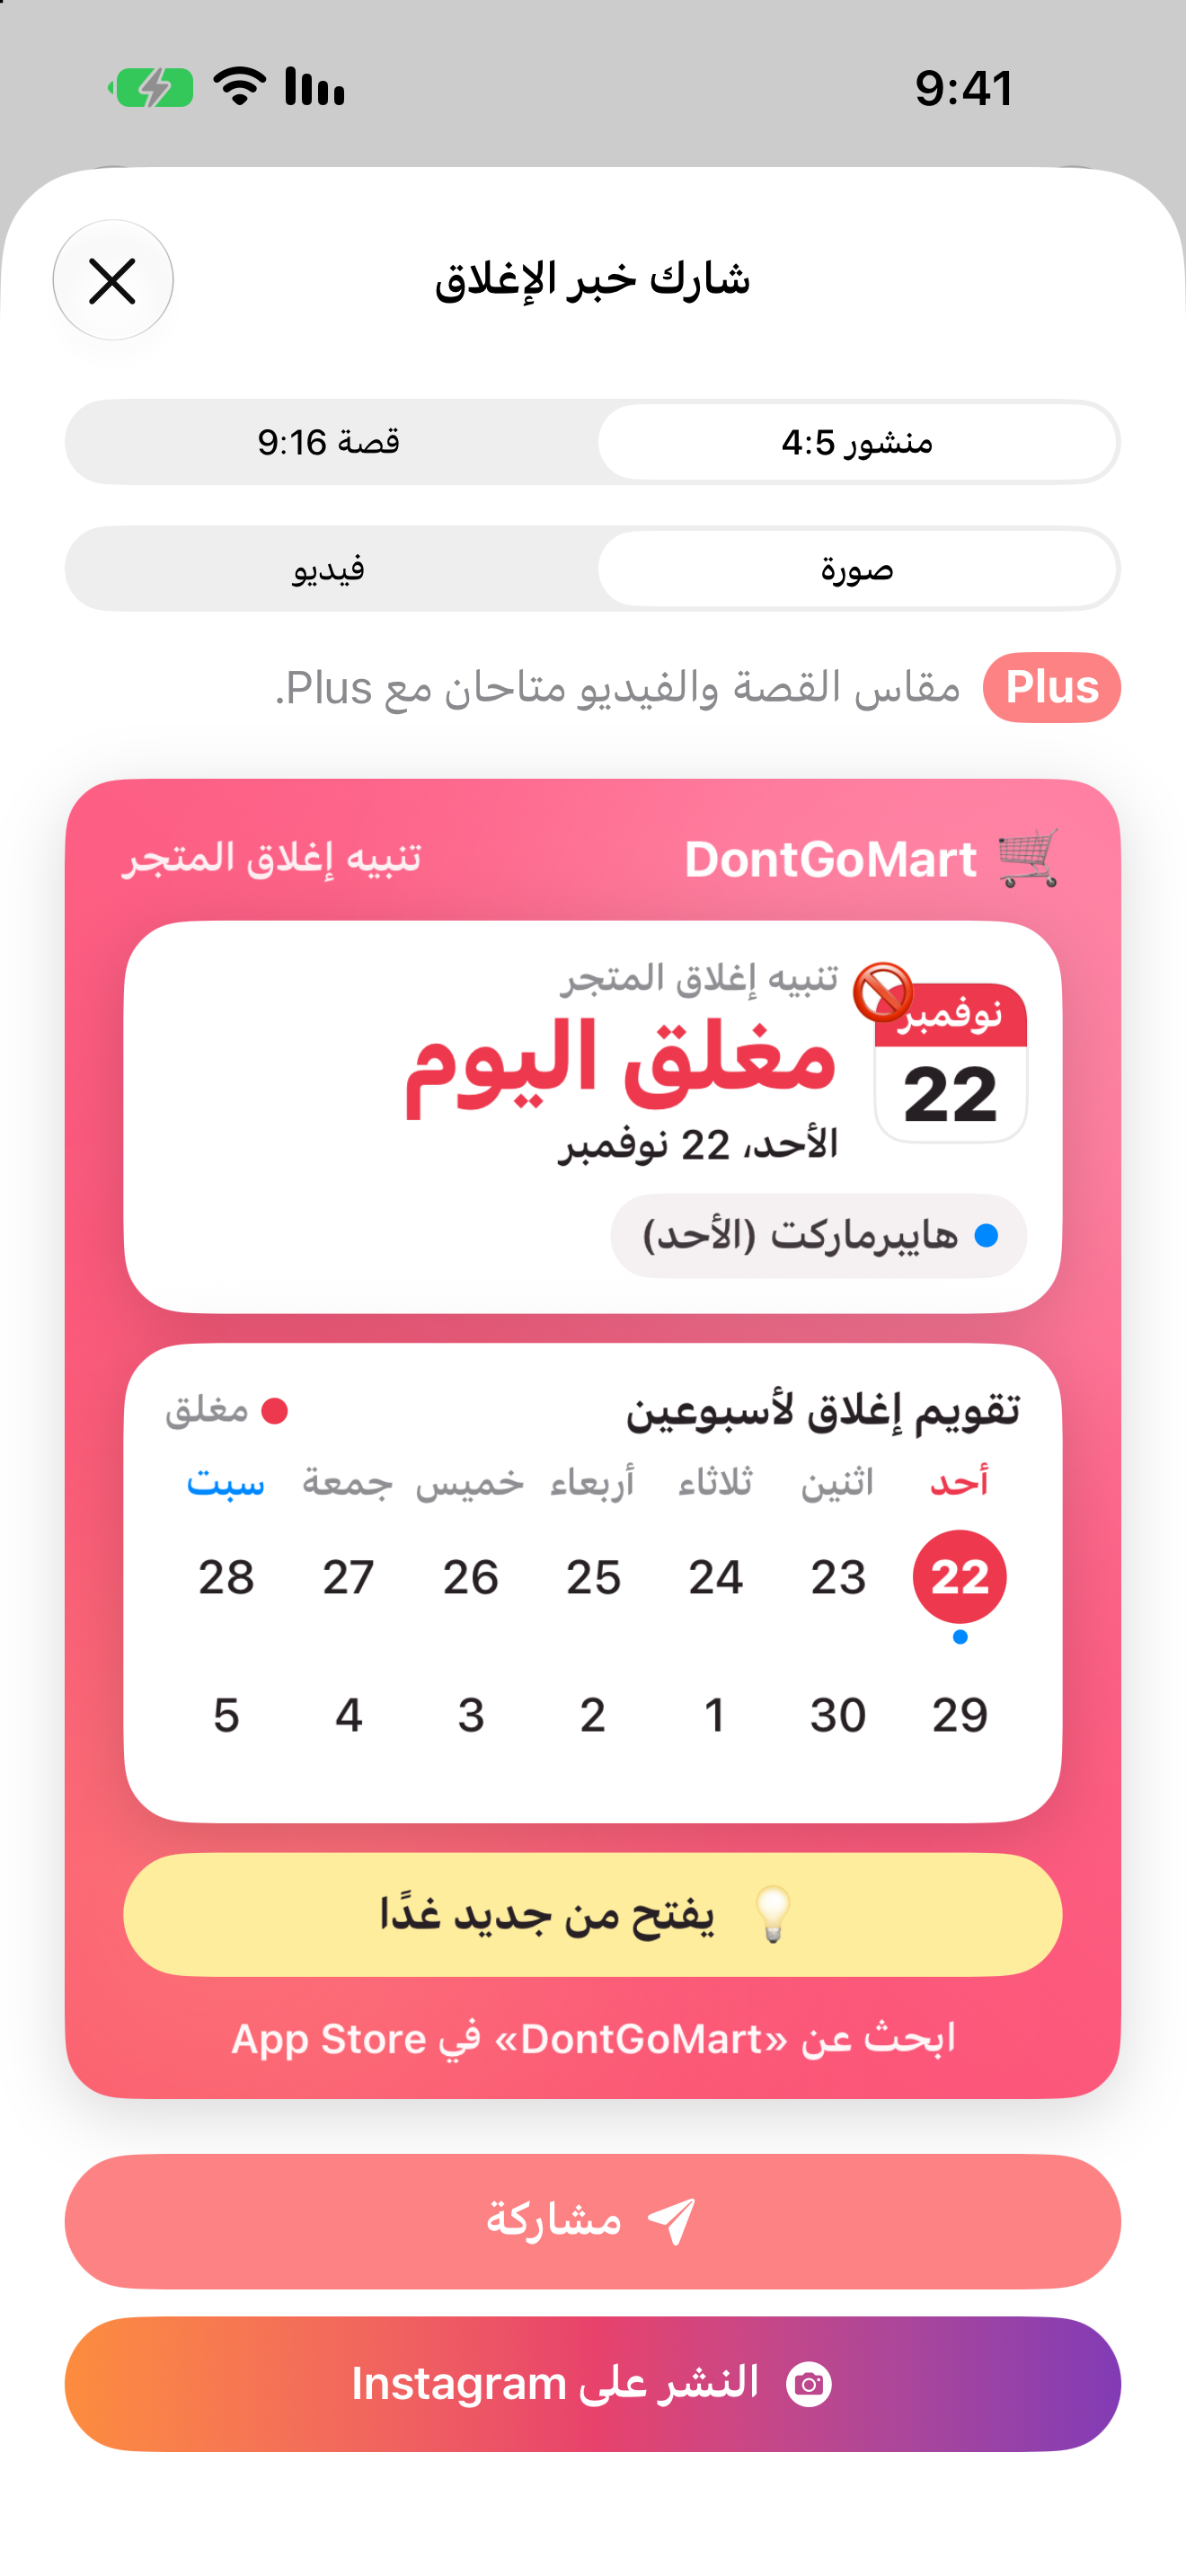 9:41
شارك خبر الإغلاق
منشور 4:5
قصة 9:16
صورة
فيديو
Plus مقاس القصة والفيديو متاحان مع Plus.
DontGoMart
تنبيه إغلاق المتجر
نوفمبر
22
تنبيه إغلاق المتجر
مغلق اليوم
الأحد، 22 نوفمبر
هايبرماركت (الأحد)
تقويم إغلاق لأسبوعين
مغلق
أحد اثنين ثلاثاء أربعاء خميس جمعة سبت
22 23 24 25 26 27 28
29 30 1 2 3 4 5
يفتح من جديد غدًا
ابحث عن «DontGoMart» في App Store
مشاركة
النشر على Instagram